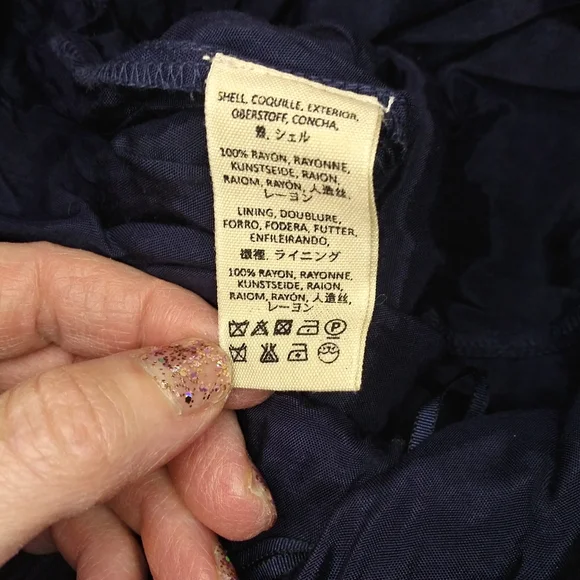 SHELL, COQUILLE, EXTERIOR,
OBERSTOFF, CONCHA,
シェル
100% RAYON, RAYONNE,
KUNSTSEIDE, RAION,
RAIOM, RAYÓN, 人造丝,
レーヨン
LINING, DOUBLURE,
FORRO, FODERA, FUTTER,
ENFILEIRANDO,
襯裡, ライニング
100% RAYON, RAYONNE,
KUNSTSEIDE, RAION,
RAIOM, RAYÓN, 人造丝,
レーヨン
P